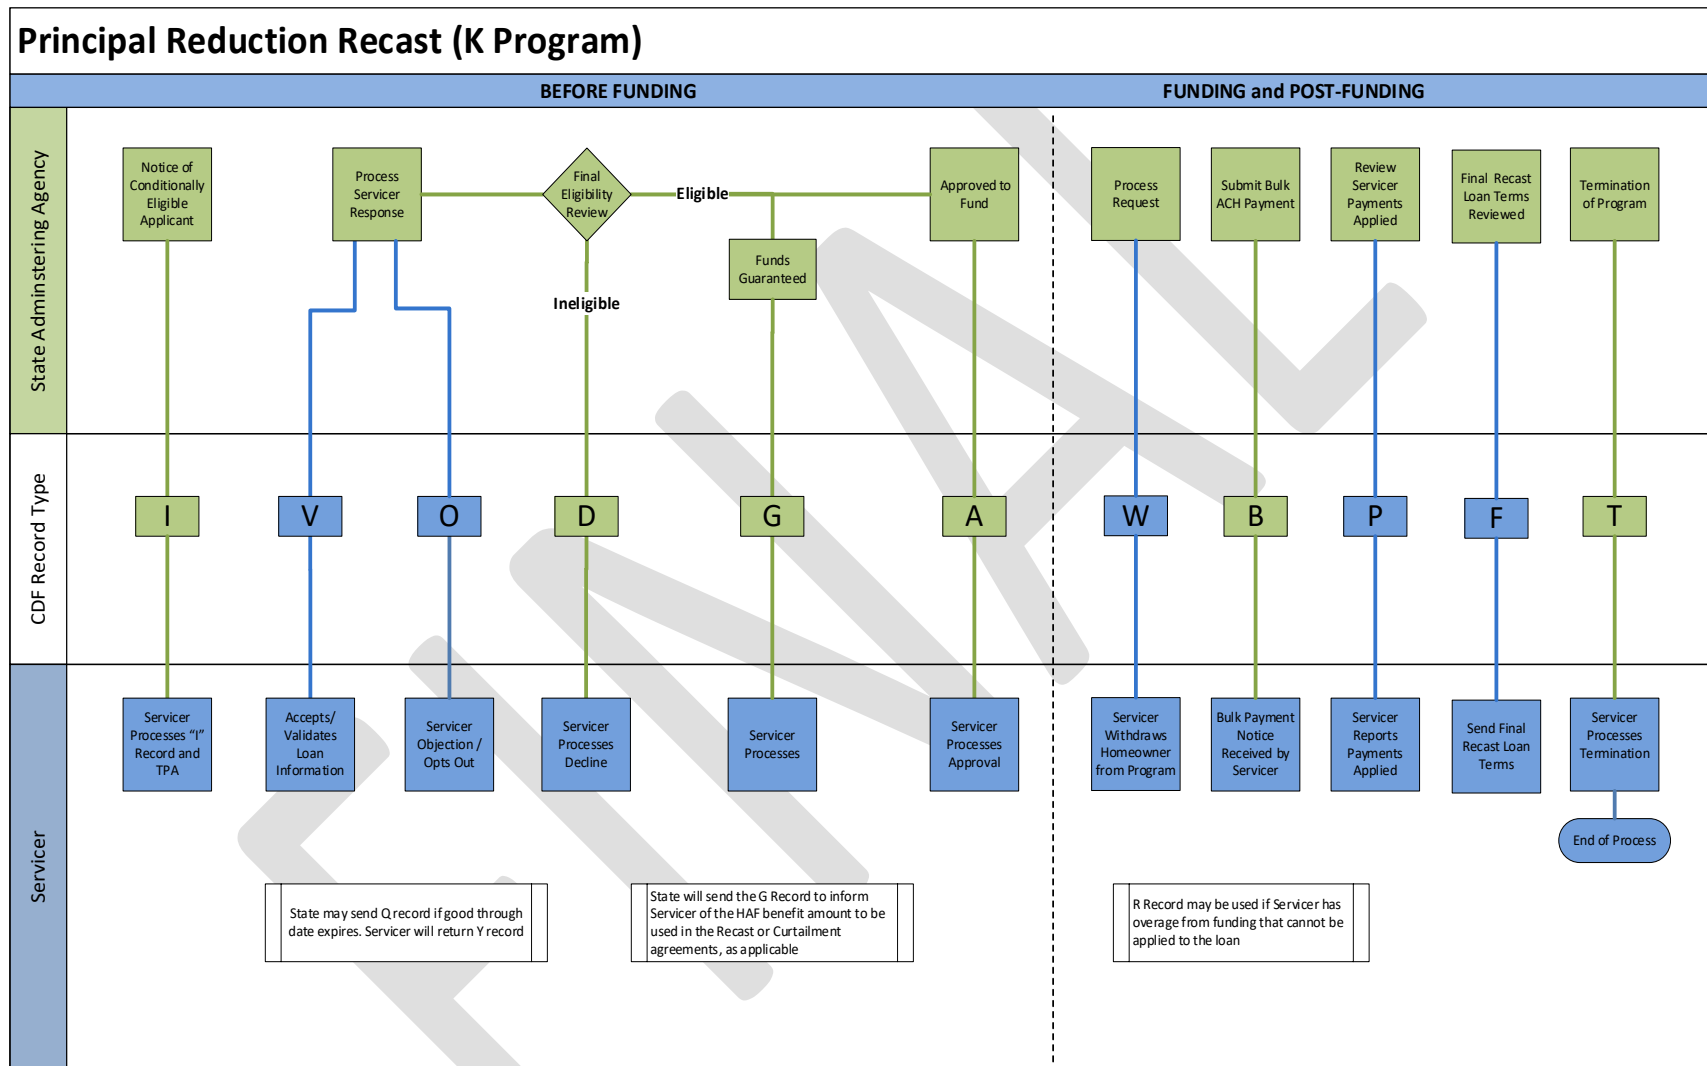 Principal Reduction Recast (K Program)
BEFORE FUNDING
FUNDING and POST-FUNDING
State Adminstering Agency
Notice of
Conditionally
Eligible
Applicant
Process
Servicer
Response
Final
Eligibility
Review
Eligible
Ineligible
Funds
Guaranteed
Approved to
Fund
Process
Request
Submit Bulk
ACH Payment
Review
Servicer
Payments
Applied
Final Recast
Loan Terms
Reviewed
Termination
of Program
CDF Record Type
I
V
O
D
G
A
W
B
P
F
T
Servicer
Servicer
Processes "I"
Record and
TPA
Accepts/
Validates
Loan
Information
Servicer
Objection /
Opts Out
Servicer
Processes
Decline
Servicer
Processes
Servicer
Processes
Approval
Servicer
Withdraws
Homeowner
from Program
Bulk Payment
Notice
Received by
Servicer
Servicer
Reports
Payments
Applied
Send Final
Recast Loan
Terms
Servicer
Processes
Termination
End of Process
State may send Q record if good through
date expires. Servicer will return Y record
State will send the G Record to inform
Servicer of the HAF benefit amount to be
used in the Recast or Curtailment
agreements, as applicable
R Record may be used if Servicer has
overage from funding that cannot be
applied to the loan
FINAL